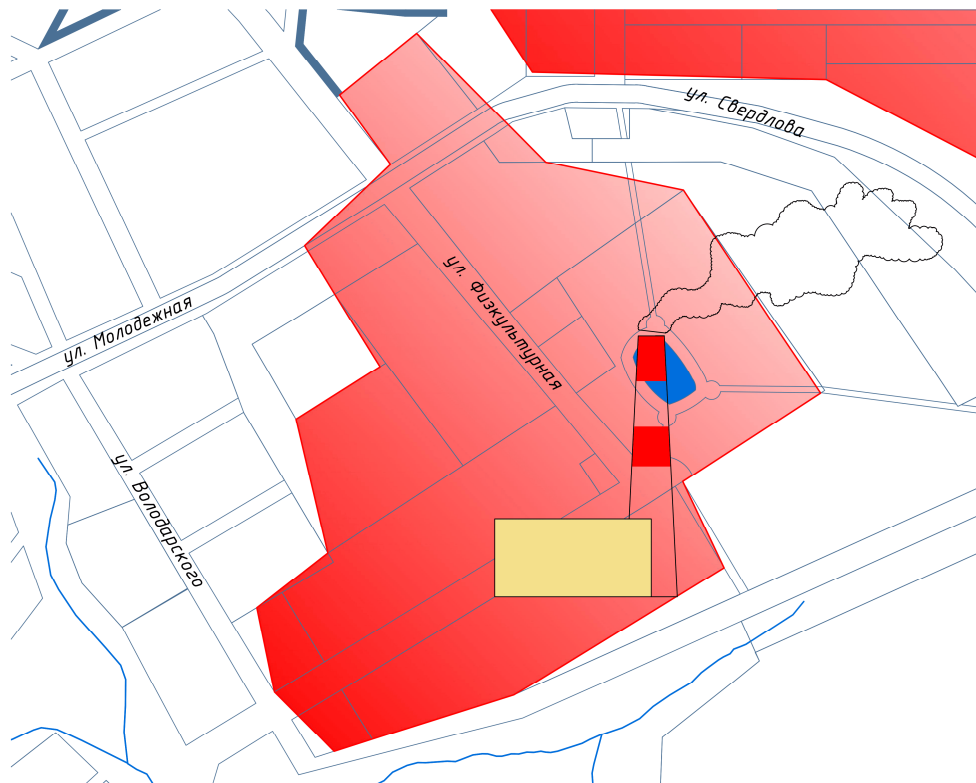 ул. Свердлова
ул. Молодежная
ул. Физкультурная
ул. Володарского